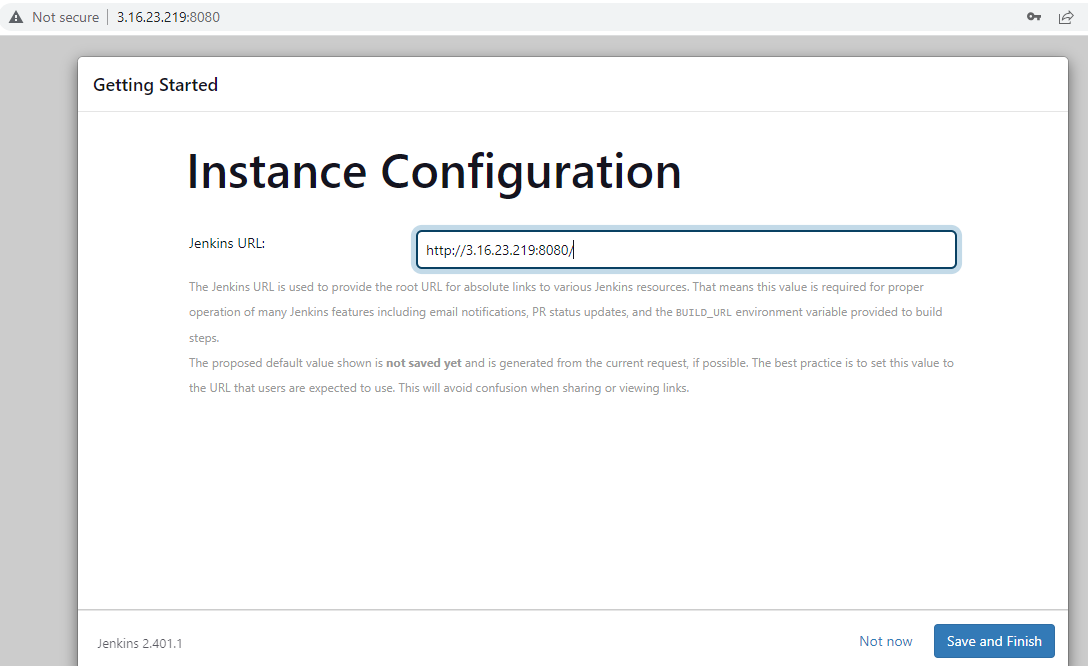 Not secure | 3.16.23.219:8080
Getting Started
Instance Configuration
Jenkins URL: http://3.16.23.219:8080/
The Jenkins URL is used to provide the root URL for absolute links to various Jenkins resources. That means this value is required for proper
operation of many Jenkins features including email notifications, PR status updates, and the BUILD_URL environment variable provided to build
steps.
The proposed default value shown is not saved yet and is generated from the current request, if possible. The best practice is to set this value to
the URL that users are expected to use. This will avoid confusion when sharing or viewing links.
Jenkins 2.401.1 Not now Save and Finish